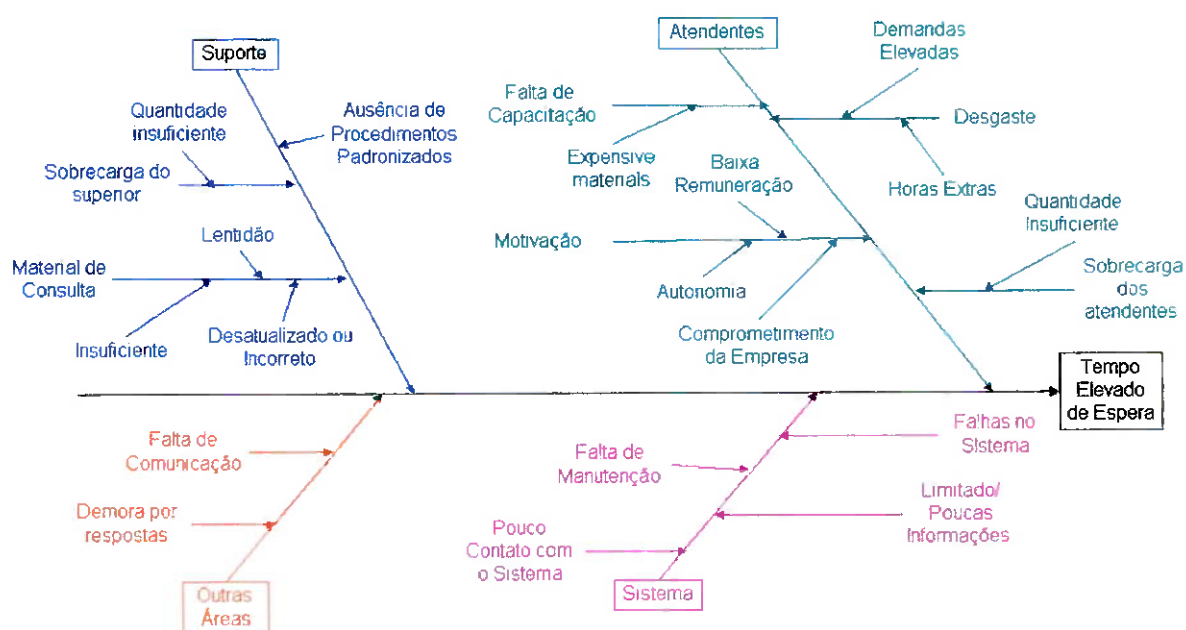 Suporte
Quantidade
insuficiente
Ausência de
Procedimentos
Padronizados
Sobrecarga do
superior
Lentidão
Material de
Consulta
Insuficiente
Desatualizado ou
Incorreto
Atendentes
Demandas
Elevadas
Falta de
Capacitação
Desgaste
Expensive
materials
Baixa
Remuneração
Horas Extras
Quantidade
Insuficiente
Motivação
Autonomia
Comprometimento
da Empresa
Sobrecarga
dos
atendentes
Tempo
Elevado
de Espera
Falta de
Comunicação
Demora por
respostas
Outras
Áreas
Falhas no
Sistema
Falta de
Manutenção
Limitado/
Poucas
Informações
Pouco
Contato com
o Sistema
Sistema